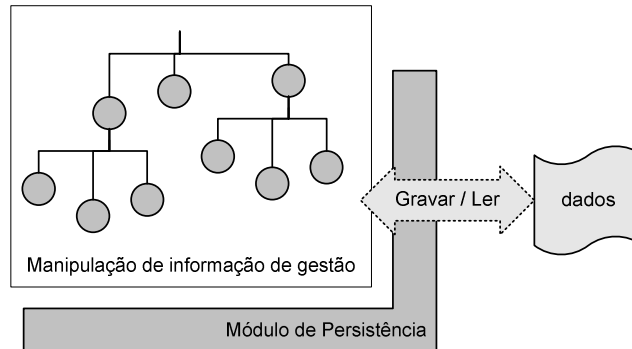 Gravar / Ler
dados
Manipulação de informação de gestão
Módulo de Persistência